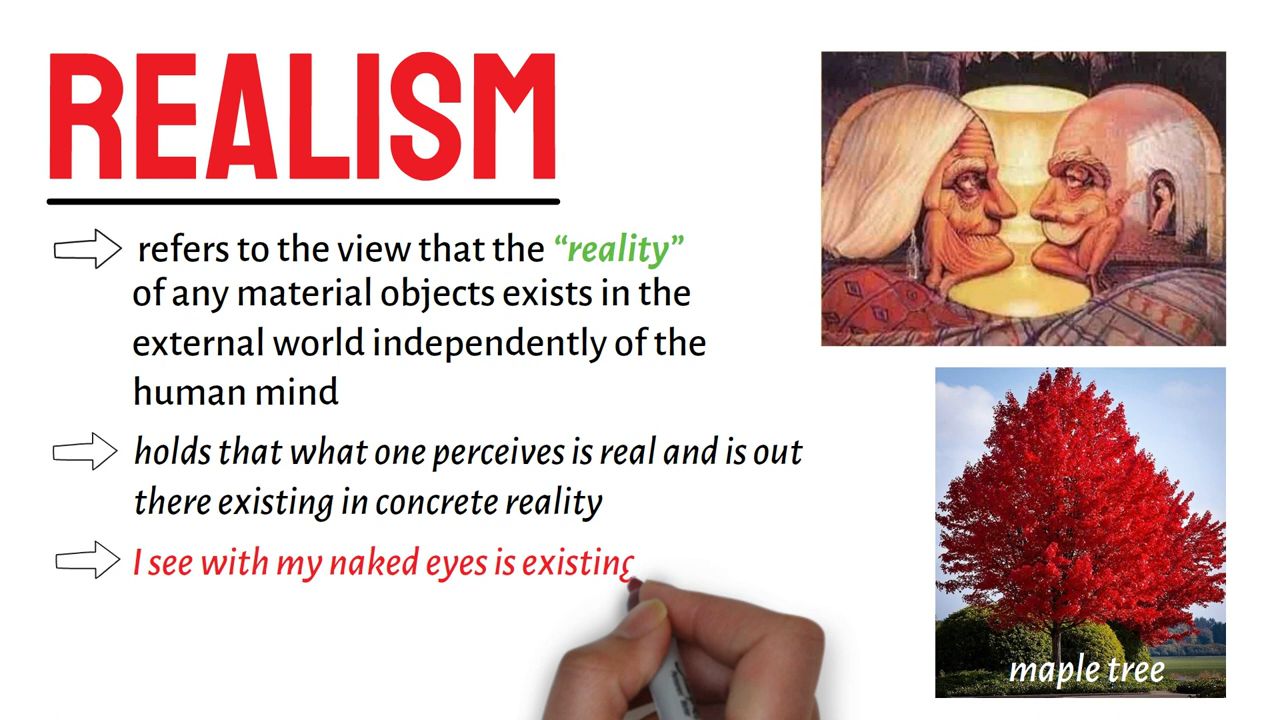 REALISM
refers to the view that the “reality”
of any material objects exists in the
external world independently of the
human mind
holds that what one perceives is real and is out
there existing in concrete reality
I see with my naked eyes is existing
maple tree